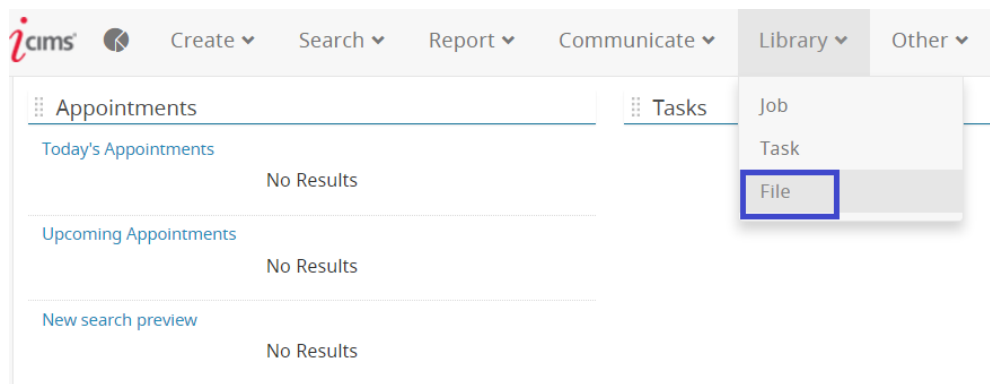 icims Create Search Report Communicate Library Other
Appointments
Tasks
Job
Today's Appointments
Task
No Results
File
Upcoming Appointments
No Results
New search preview
No Results